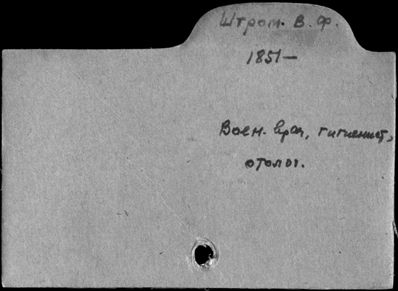 Штром. В. Ф.
1851—
Воен. врач, гигиенист,
отолог.